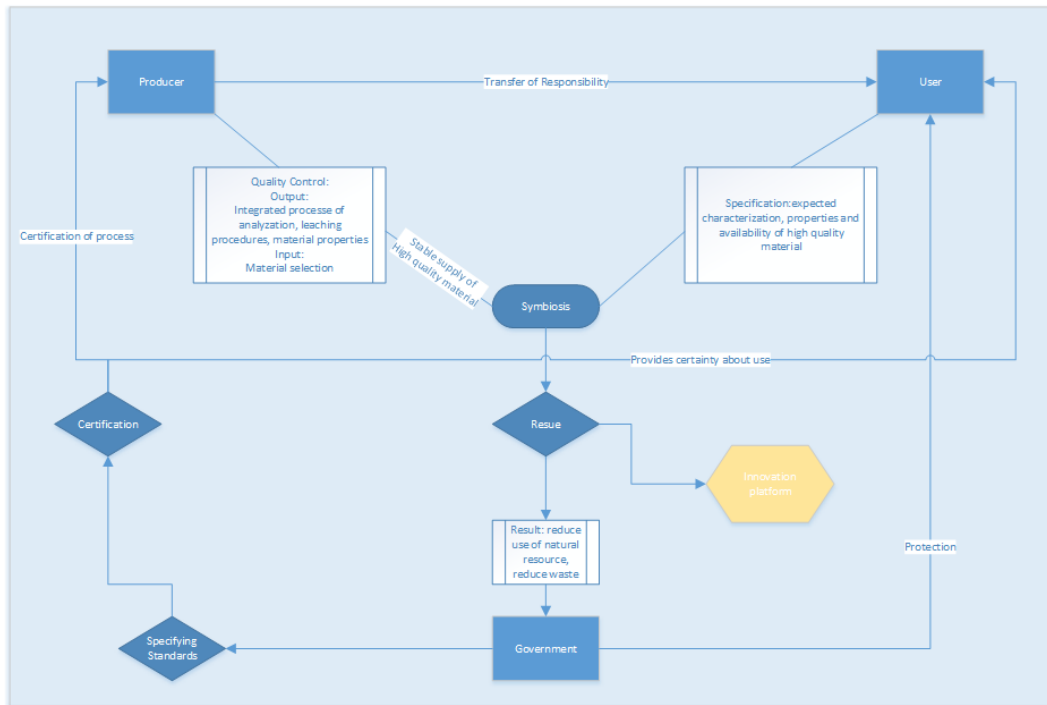 Producer
Transfer of Responsibility
User
Quality Control:
Output:
Integrated processe of
analyzation, leaching
procedures, material properties
Input:
Material selection
Specification:expected
characterization, properties and
availability of high quality
material
Certification of process
Stable supply of
High quality material
Symbiosis
Provides certainty about use
Certification
Resue
Innovation
platform
Result: reduce
use of natural
resource,
reduce waste
Protection
Specifying
Standards
Government